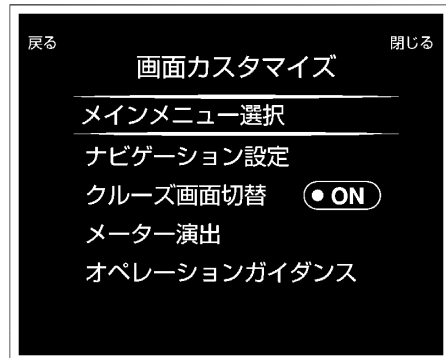 戻る
閉じる
画面カスタマイズ
メインメニュー選択
ナビゲーション設定
クルーズ画面切替 ON
メーター演出
オペレーションガイダンス